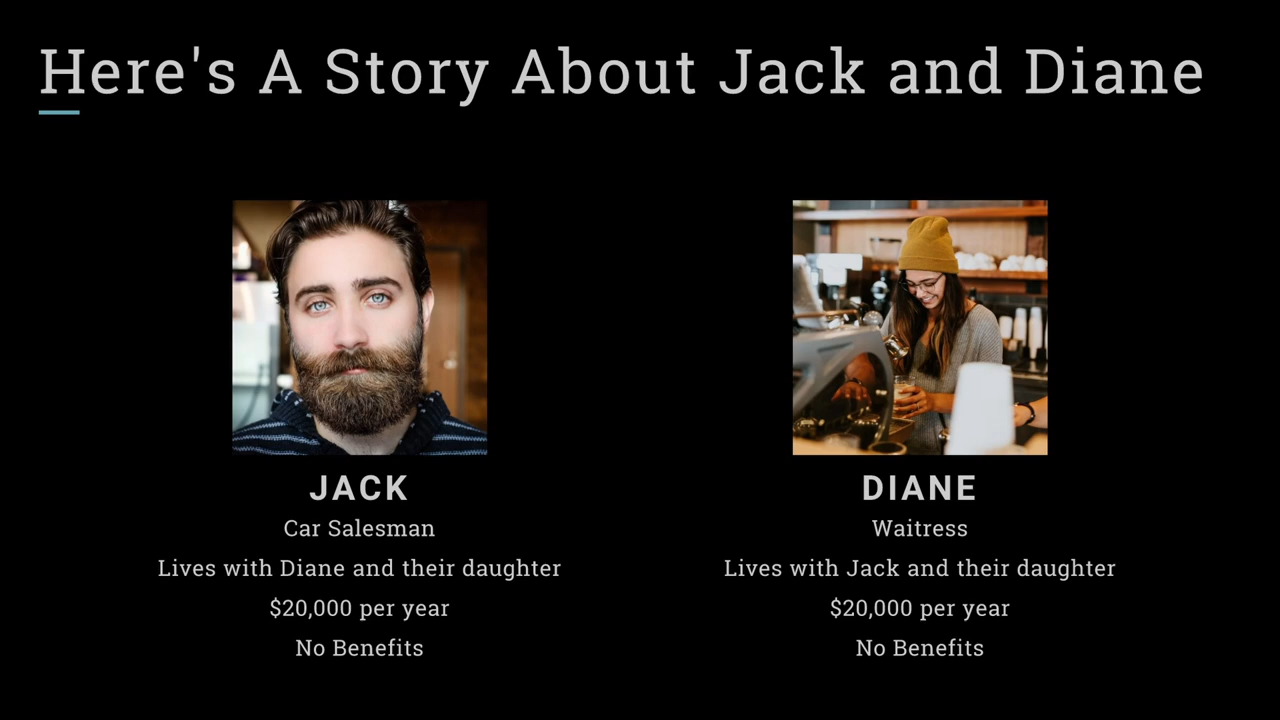 Here's A Story About Jack and Diane
JACK
Car Salesman
Lives with Diane and their daughter
$20,000 per year
No Benefits
DIANE
Waitress
Lives with Jack and their daughter
$20,000 per year
No Benefits